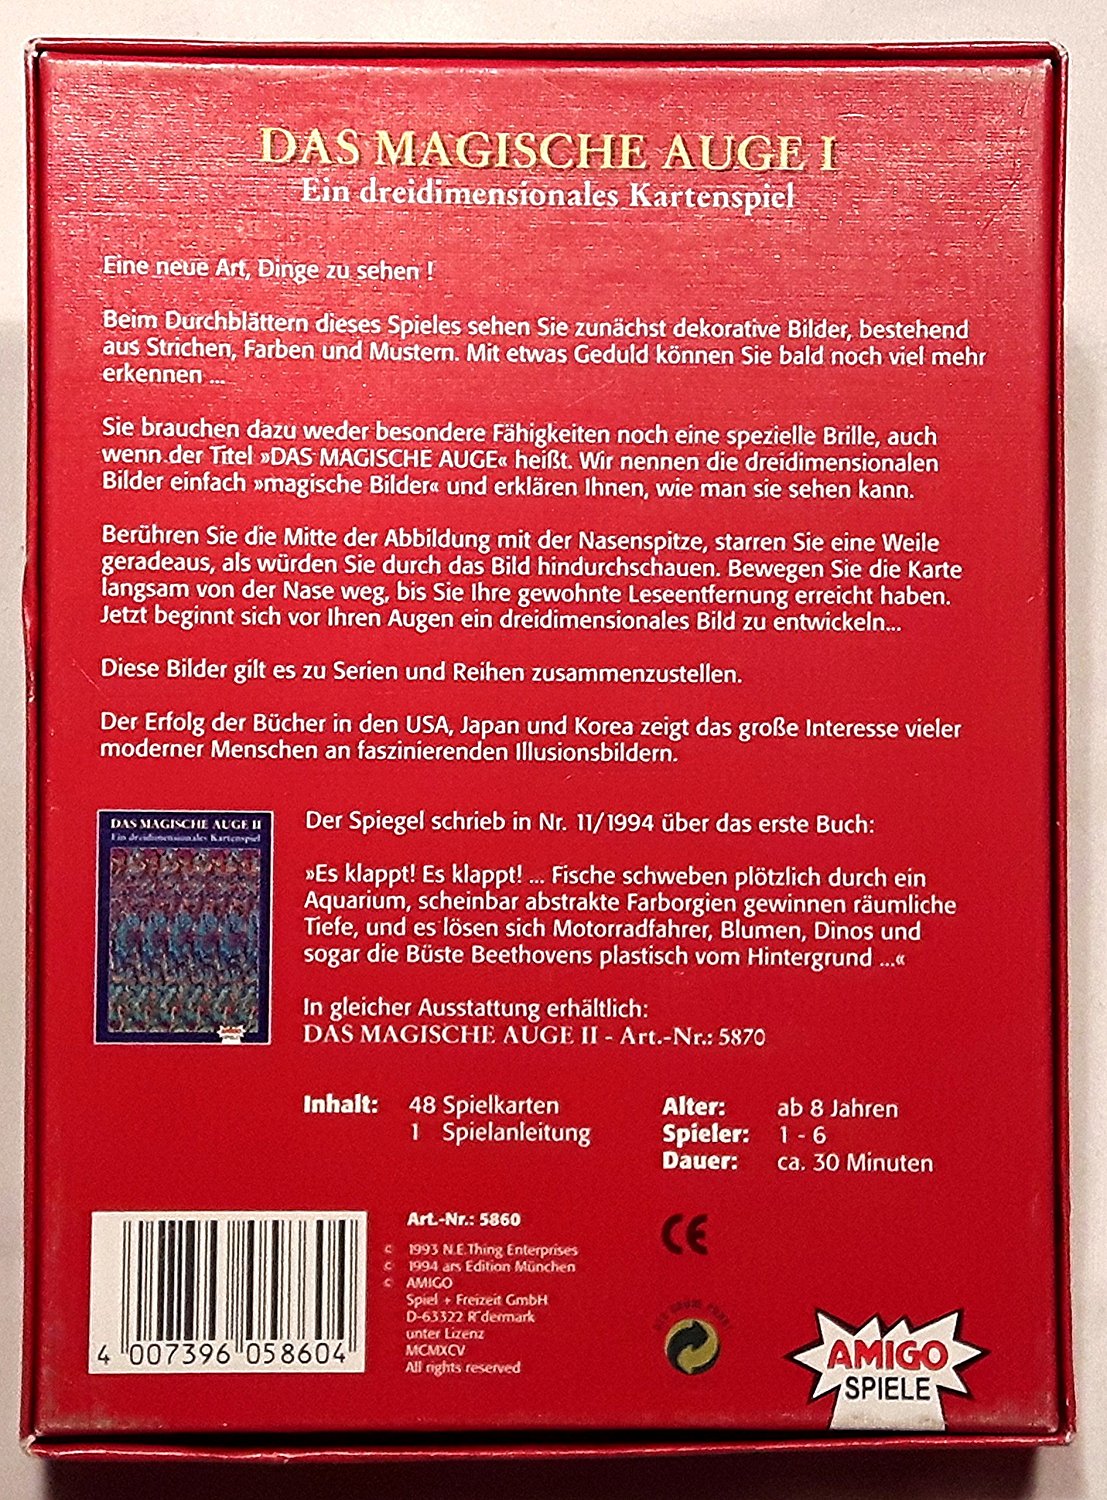 DAS MAGISCHE AUGE I
Ein dreidimensionales Kartenspiel
Eine neue Art, Dinge zu sehen !
Beim Durchblättern dieses Spieles sehen Sie zunächst dekorative Bilder, bestehend
aus Strichen, Farben und Mustern. Mit etwas Geduld können Sie bald noch viel mehr
erkennen ...
Sie brauchen dazu weder besondere Fähigkeiten noch eine spezielle Brille, auch
wenn der Titel »DAS MAGISCHE AUGE« heißt. Wir nennen die dreidimensionalen
Bilder einfach »magische Bilder« und erklären Ihnen, wie man sie sehen kann.
Berühren Sie die Mitte der Abbildung mit der Nasenspitze, starren Sie eine Weile
geradeaus, als würden Sie durch das Bild hindurchschauen. Bewegen Sie die Karte
langsam von der Nase weg, bis Sie Ihre gewohnte Leseentfernung erreicht haben.
Jetzt beginnt sich vor Ihren Augen ein dreidimensionales Bild zu entwickeln...
Diese Bilder gilt es zu Serien und Reihen zusammenzustellen.
Der Erfolg der Bücher in den USA, Japan und Korea zeigt das große Interesse vieler
moderner Menschen an faszinierenden Illusionsbildern.
DAS MAGISCHE AUGE II
Ein dreidimensionales Kartenspiel
AMIGO
SPIELE
Der Spiegel schrieb in Nr. 11/1994 über das erste Buch:
»Es klappt! Es klappt! ... Fische schweben plötzlich durch ein
Aquarium, scheinbar abstrakte Farborgien gewinnen räumliche
Tiefe, und es lösen sich Motorradfahrer, Blumen, Dinos und
sogar die Büste Beethovens plastisch vom Hintergrund ...«
In gleicher Ausstattung erhältlich:
DAS MAGISCHE AUGE II - Art.-Nr.: 5870
Inhalt: 48 Spielkarten
1 Spielanleitung
Alter: ab 8 Jahren
Spieler: 1 - 6
Dauer: ca. 30 Minuten
4 007396 058604
Art.-Nr.: 5860
© 1993 N.E.Thing Enterprises
© 1994 ars Edition München
© AMIGO
Spiel + Freizeit GmbH
D-63322 R˝dermark
unter Lizenz
MCMXCV
All rights reserved
CE
AMIGO
SPIELE